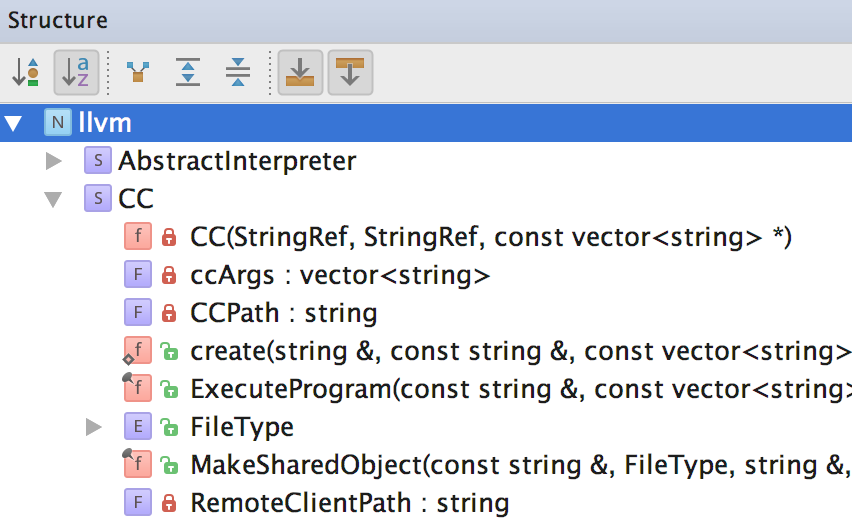 Structure
a
z
N llvm
S AbstractInterpreter
S CC
f CC(StringRef, StringRef, const vector<string> *)
F ccArgs : vector<string>
F CCPath : string
f create(string &, const string &, const vector<string>
f ExecuteProgram(const string &, const vector<string>
E FileType
f MakeSharedObject(const string &, FileType, string &,
F RemoteClientPath : string